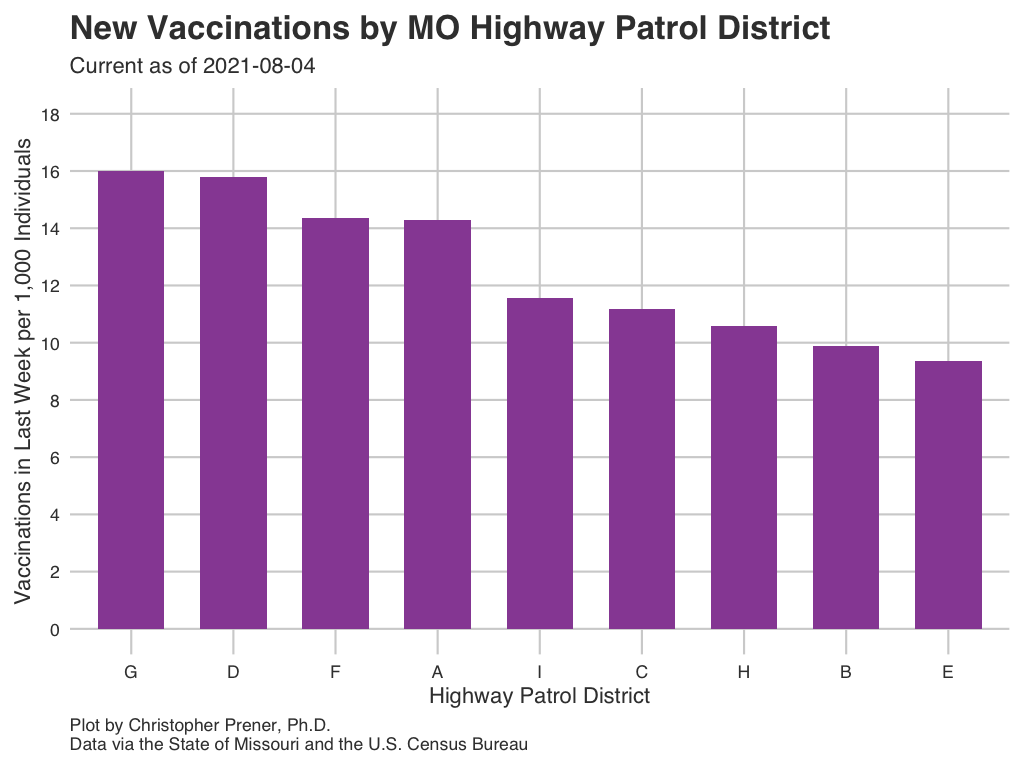 New Vaccinations by MO Highway Patrol District
Current as of 2021-08-04
Vaccinations in Last Week per 1,000 Individuals
18
16
14
12
10
8
6
4
2
0
G D F A I C H B E
Highway Patrol District
Plot by Christopher Prener, Ph.D.
Data via the State of Missouri and the U.S. Census Bureau